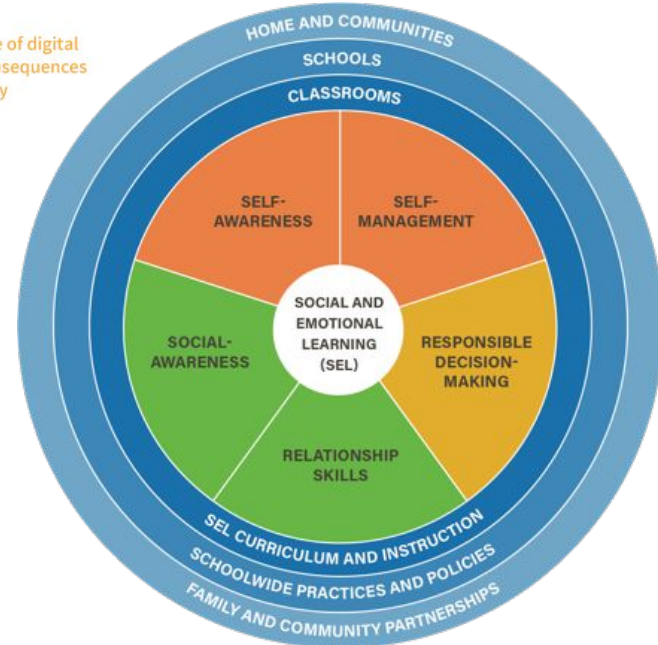 e of digital
nsequences
y
HOME AND COMMUNITIES
SCHOOLS
CLASSROOMS
SELF-
AWARENESS
SELF-
MANAGEMENT
SOCIAL AND
EMOTIONAL
LEARNING
(SEL)
SOCIAL-
AWARENESS
RESPONSIBLE
DECISION-
MAKING
RELATIONSHIP
SKILLS
SEL CURRICULUM AND INSTRUCTION
SCHOOLWIDE PRACTICES AND POLICIES
FAMILY AND COMMUNITY PARTNERSHIPS